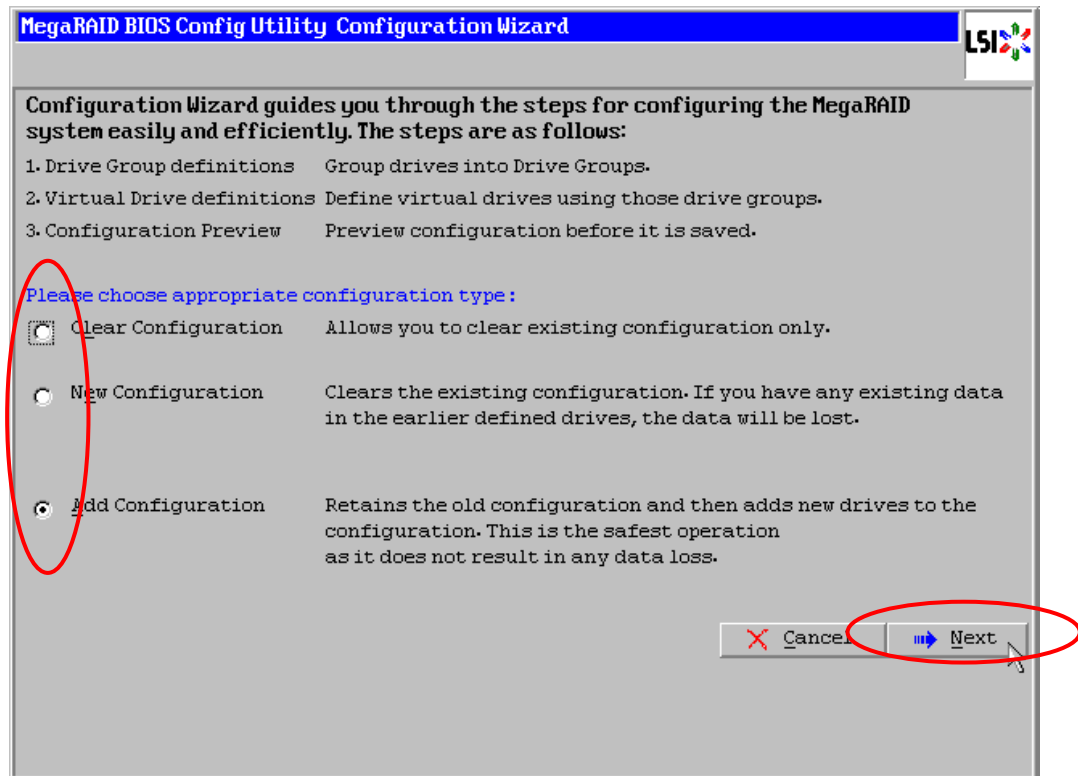 MegaRAID BIOS Config Utility Configuration Wizard
LSI
Configuration Wizard guides you through the steps for configuring the MegaRAID
system easily and efficiently. The steps are as follows:
1. Drive Group definitions Group drives into Drive Groups.
2. Virtual Drive definitions Define virtual drives using those drive groups.
3. Configuration Preview Preview configuration before it is saved.
Please choose appropriate configuration type:
Clear Configuration Allows you to clear existing configuration only.
New Configuration Clears the existing configuration. If you have any existing data
in the earlier defined drives, the data will be lost.
Add Configuration Retains the old configuration and then adds new drives to the
configuration. This is the safest operation
as it does not result in any data loss.
Cancel Next